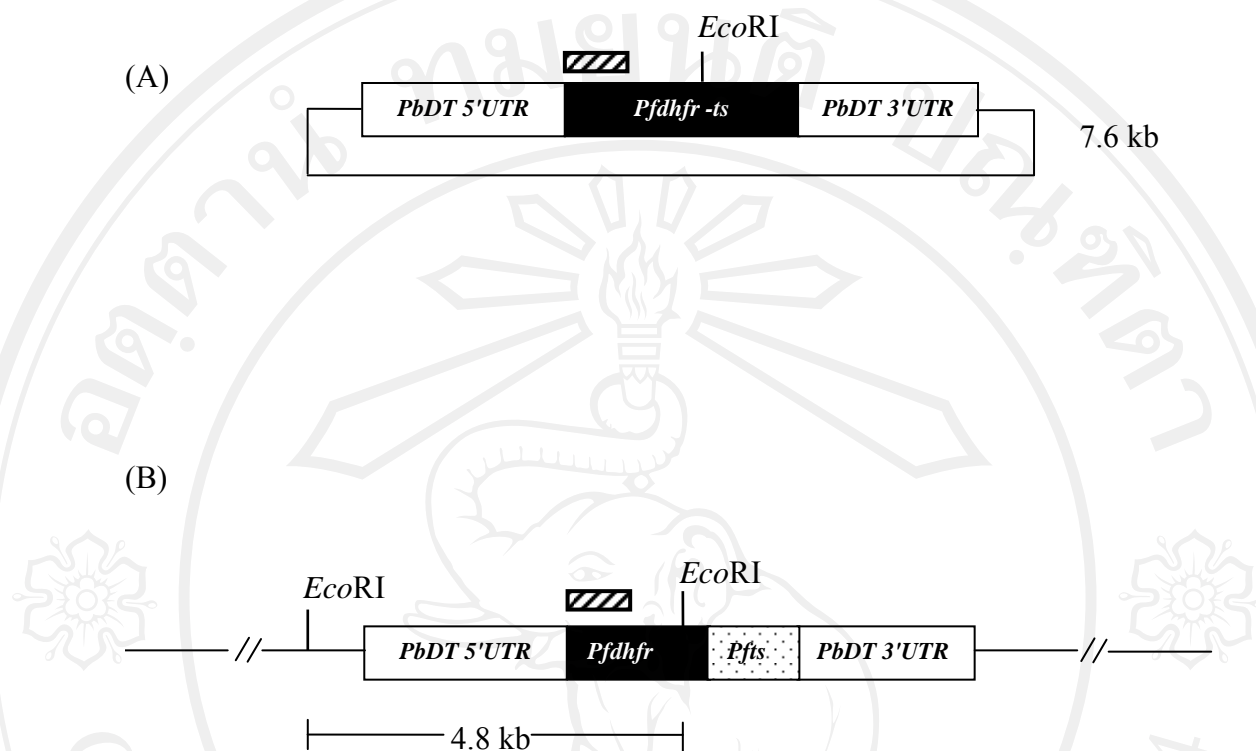 EcoRI
(A)
PbDT 5'UTR Pfdhfr -ts PbDT 3'UTR
7.6 kb
(B)
EcoRI EcoRI
PbDT 5'UTR Pfdhfr Pfts PbDT 3'UTR
4.8 kb